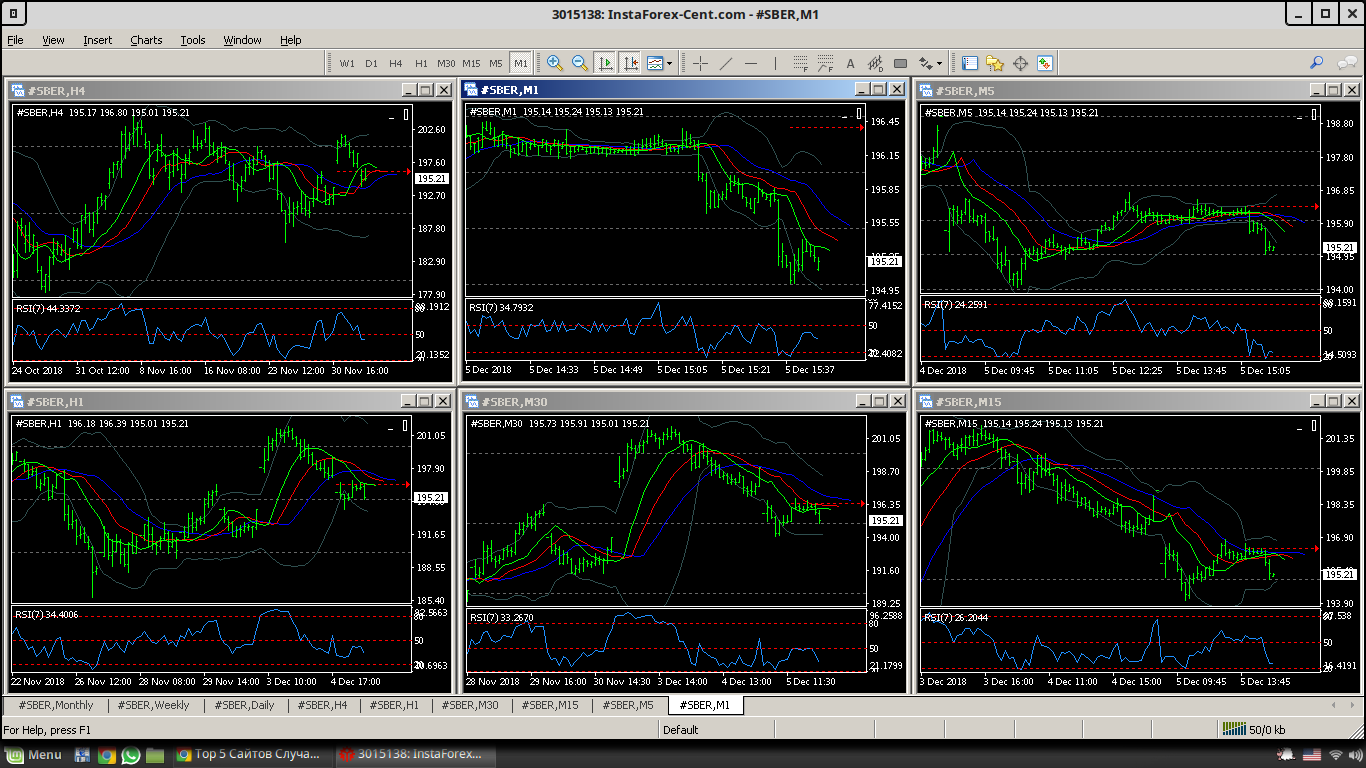 3015138: InstaForex-Cent.com - #SBER,M1
File View Insert Charts Tools Window Help
W1 D1 H4 H1 M30 M15 M5 M1
#SBER,H4
#SBER,H4 195.17 196.80 195.01 195.21
202.60
197.60
195.21
192.70
187.80
182.90
177.90
RSI(7) 44.3372
80
50
24 Oct 2018 31 Oct 12:00 8 Nov 16:00 16 Nov 16:00 23 Nov 12:00 30 Nov 16:00
#SBER,M1
#SBER,M1 195.14 195.24 195.13 195.21
196.45
196.15
195.85
195.55
195.21
194.95
RSI(7) 34.7932
77.4152
50
5 Dec 2018 5 Dec 14:33 5 Dec 14:49 5 Dec 15:05 5 Dec 15:21 5 Dec 15:37
#SBER,M5
#SBER,M5 195.14 195.24 195.13 195.21
198.80
197.80
196.85
195.90
195.21
194.95
194.00
RSI(7) 24.2591
50
4 Dec 2018 5 Dec 09:45 5 Dec 11:05 5 Dec 12:25 5 Dec 13:45 5 Dec 15:05
#SBER,H1
#SBER,H1 196.18 196.39 195.01 195.21
201.05
197.90
195.21
191.65
188.55
185.40
RSI(7) 34.4006
80
50
22 Nov 2018 26 Nov 12:00 28 Nov 08:00 29 Nov 14:00 3 Dec 10:00 4 Dec 17:00
#SBER,M30
#SBER,M30 195.73 195.91 195.01 195.21
201.05
198.70
196.35
195.21
194.00
191.60
189.25
RSI(7) 33.2670
96.2588
80
50
21.1799
28 Nov 2018 29 Nov 16:00 30 Nov 14:30 3 Dec 14:00 4 Dec 13:00 5 Dec 11:30
#SBER,M15
#SBER,M15 195.14 195.24 195.13 195.21
201.35
199.85
198.35
196.90
195.21
193.90
RSI(7) 26.2044
50
3 Dec 2018 3 Dec 16:00 4 Dec 11:00 4 Dec 15:00 5 Dec 09:45 5 Dec 13:45
#SBER,Monthly #SBER,Weekly #SBER,Daily #SBER,H4 #SBER,H1 #SBER,M30 #SBER,M15 #SBER,M5 #SBER,M1
For Help, press F1 Default 50/0 kb
Menu Top 5 Сайтов Случа... 3015138: InstaForex...